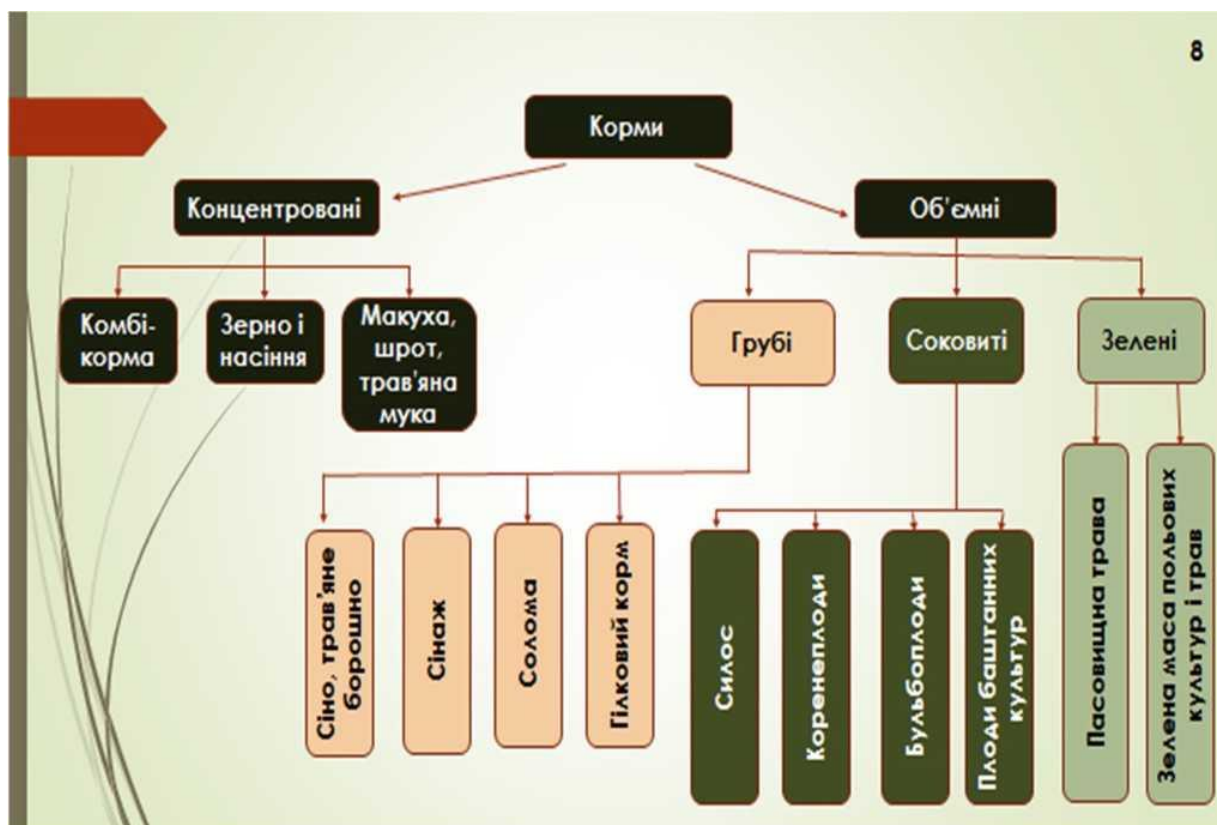 8
Корми
Концентровані
Об'ємні
Комбі-
корма
Зерно і
насіння
Макуха,
шрот,
трав'яна
мука
Грубі
Соковиті
Зелені
Сіно, трав'яне
борошно
Сінаж
Солома
Гілковий корм
Силос
Коренеплоди
Бульбоплоди
Плоди баштанних
культур
Пасовищна трава
Зелена маса польових
культур і трав